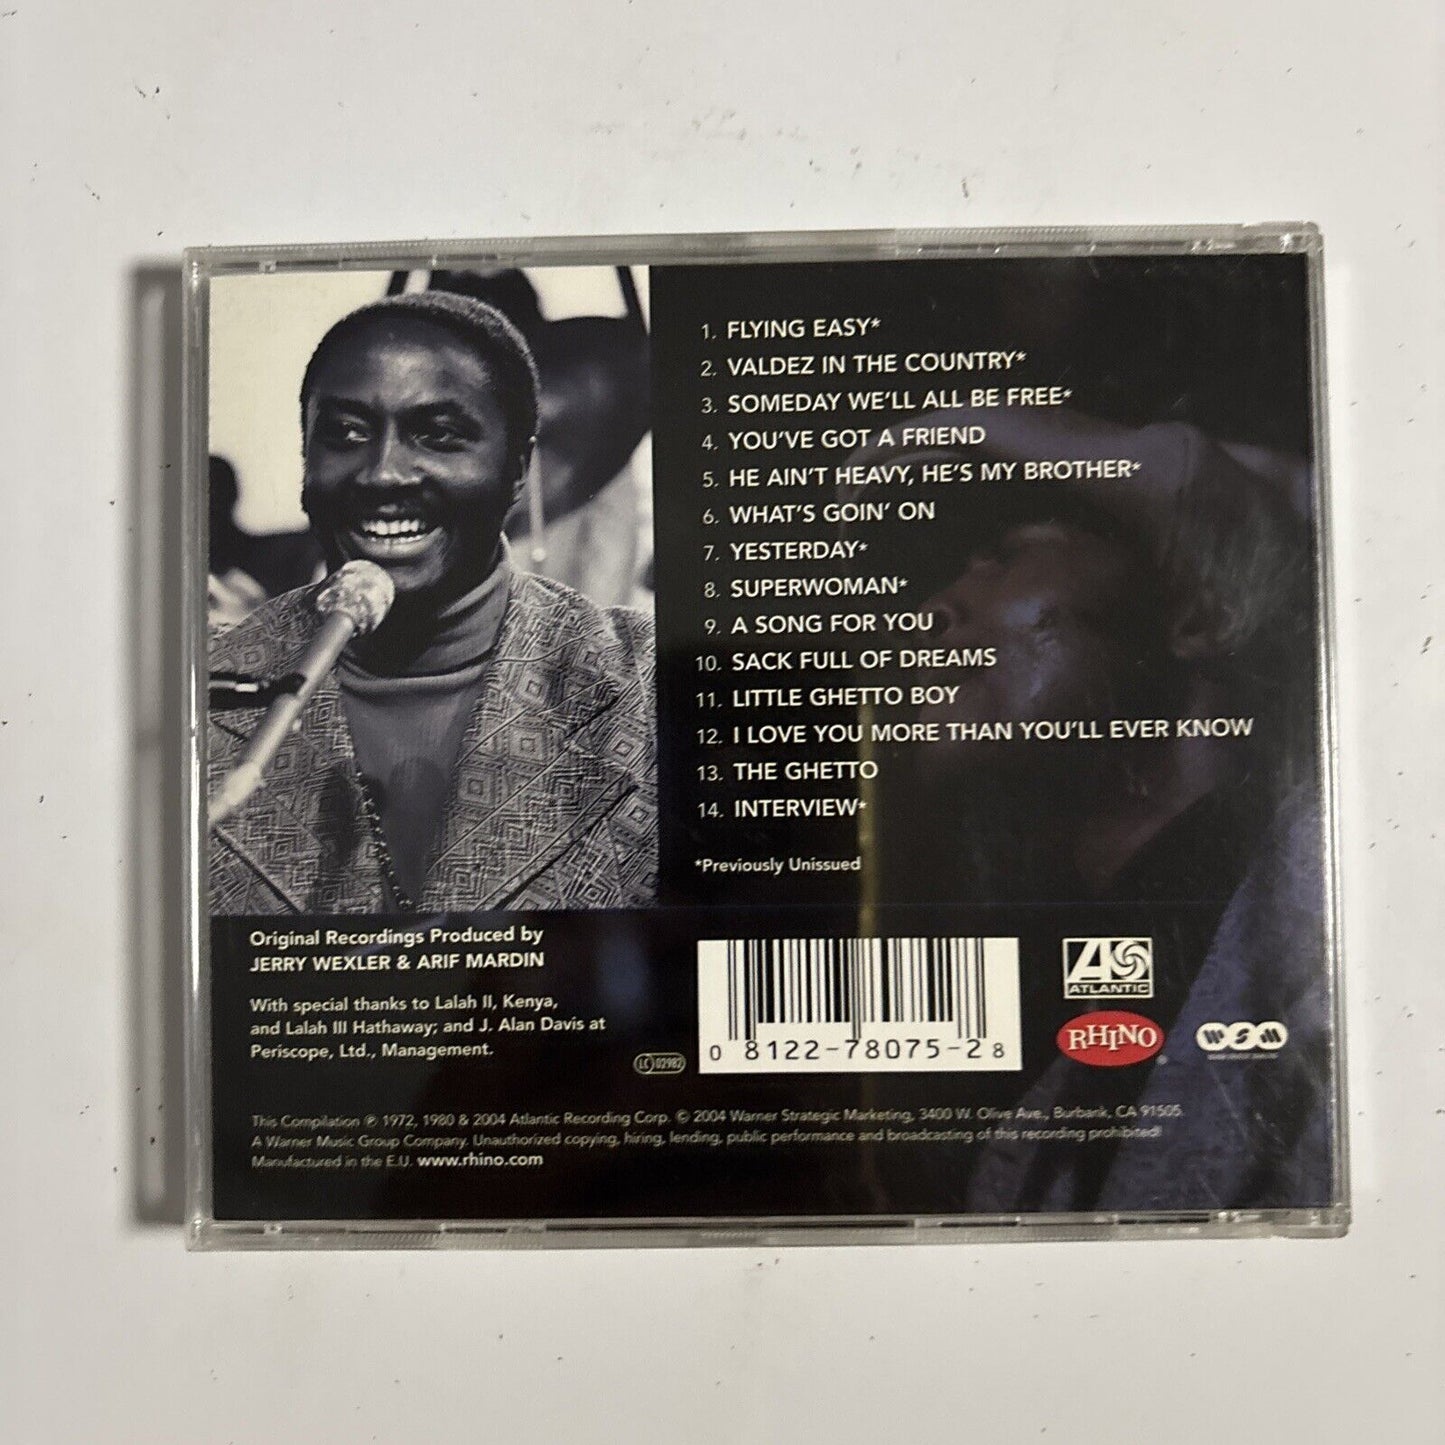 1. FLYING EASY*
2. VALDEZ IN THE COUNTRY*
3. SOMEDAY WE'LL ALL BE FREE*
4. YOU'VE GOT A FRIEND
5. HE AIN'T HEAVY, HE'S MY BROTHER*
6. WHAT'S GOIN' ON
7. YESTERDAY*
8. SUPERWOMAN*
9. A SONG FOR YOU
10. SACK FULL OF DREAMS
11. LITTLE GHETTO BOY
12. I LOVE YOU MORE THAN YOU'LL EVER KNOW
13. THE GHETTO
14. INTERVIEW*
*Previously Unissued
Original Recordings Produced by
JERRY WEXLER & ARIF MARDIN
With special thanks to Lalah II, Kenya,
and Lalah III Hathaway; and J. Alan Davis at
Periscope, Ltd., Management.
LC 02982
0 8122-78075-2 8
ATLANTIC
RHINO
WSM
This Compilation ℗ 1972, 1980 & 2004 Atlantic Recording Corp. © 2004 Warner Strategic Marketing, 3400 W. Olive Ave., Burbank, CA 91505.
A Warner Music Group Company. Unauthorized copying, hiring, lending, public performance and broadcasting of this recording prohibited!
Manufactured in the E.U. www.rhino.com